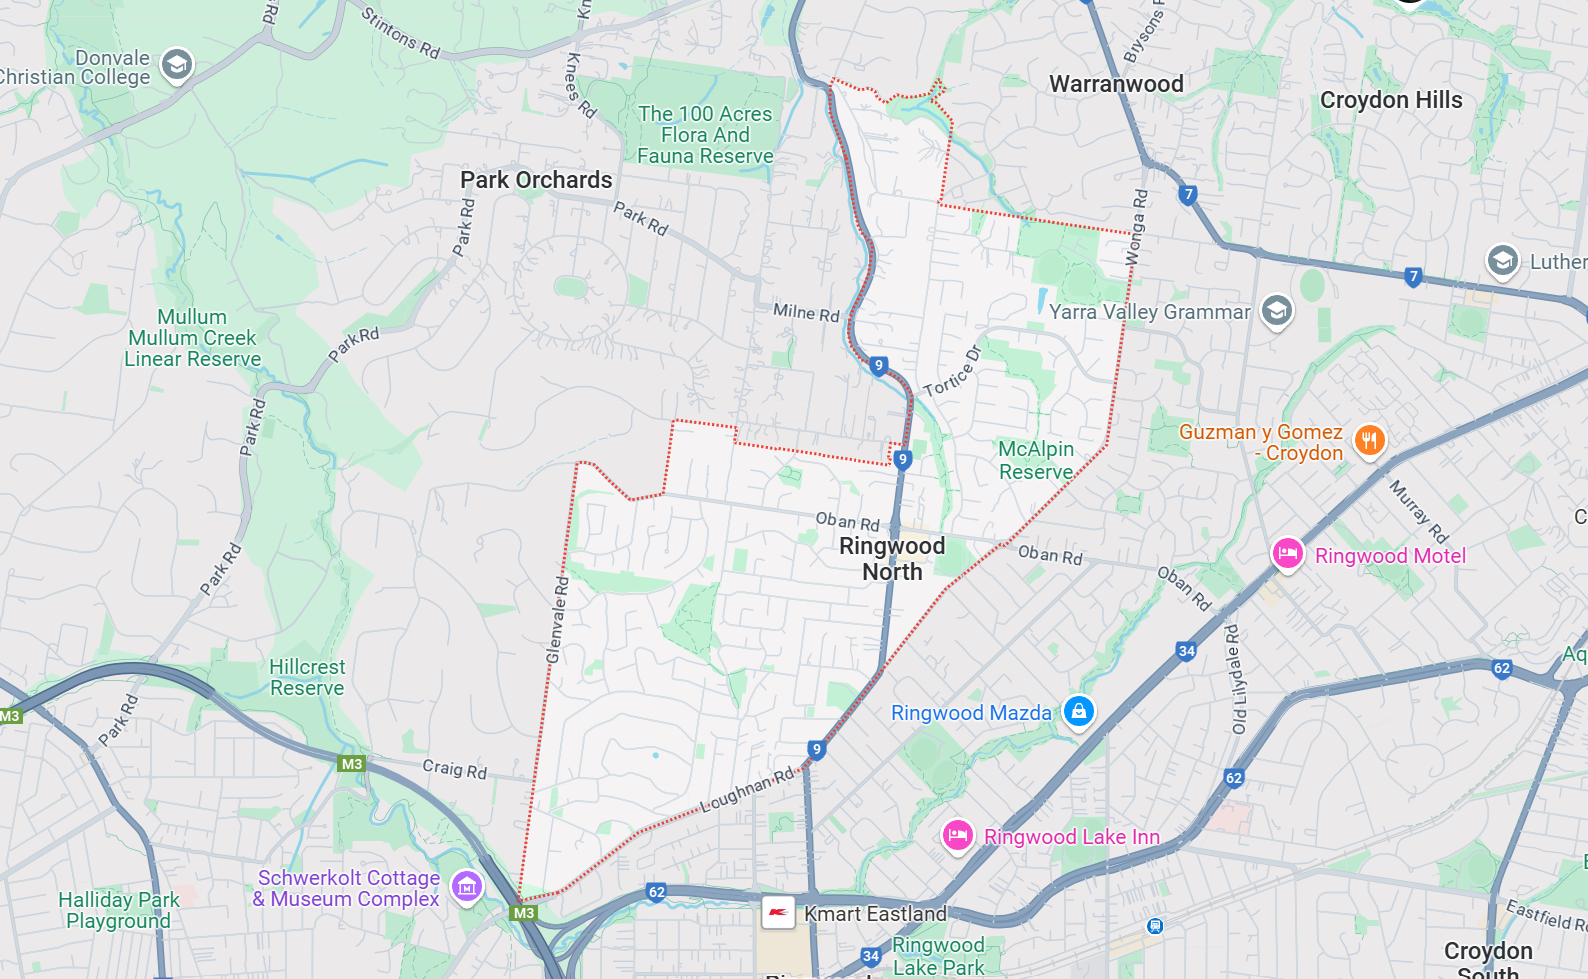 Stintons Rd
Rd
Donvale
Christian College
Knees Rd
Ky
Brysons
Warranwood
Croydon Hills
The 100 Acres
Flora And
Fauna Reserve
Park Orchards
Park Rd
Park Rd
7
Wonga Rd
Luther
7
Milne Rd
Yarra Valley Grammar
Mullum
Mullum Creek
Linear Reserve
Park Rd
9
Tortice Dr
Park Rd
Guzman y Gomez
- Croydon
McAlpin
Reserve
9
Murray Rd
C
Oban Rd
Ringwood
North
Oban Rd
Oban Rd
Ringwood Motel
Park Rd
Glenvale Rd
Old Lilydale Rd
34
62
Aq
Hillcrest
Reserve
M3
Park Rd
Ringwood Mazda
9
M3
Craig Rd
Loughnan Rd
62
Ringwood Lake Inn
Schwerkolt Cottage
& Museum Complex
62
Halliday Park
Playground
M3
Kmart Eastland
Eastfield Rd
34
Ringwood
Lake Park
Croydon
South